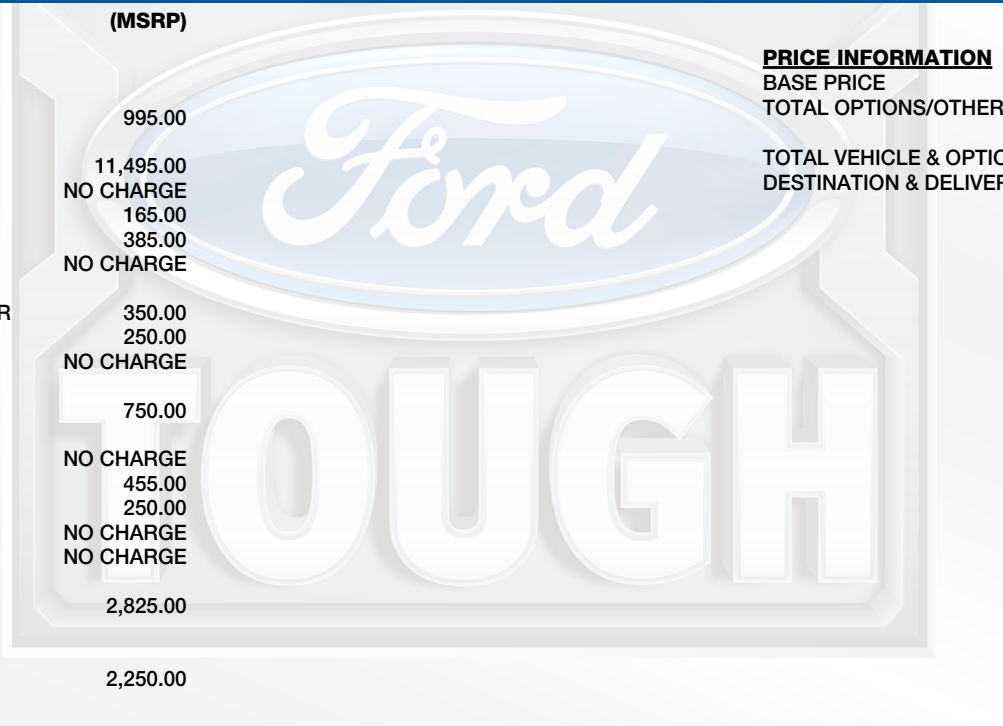 (MSRP)
995.00
11,495.00
NO CHARGE
165.00
385.00
NO CHARGE
R 350.00
250.00
NO CHARGE
750.00
NO CHARGE
455.00
250.00
NO CHARGE
NO CHARGE
2,825.00
2,250.00
PRICE INFORMATION
BASE PRICE
TOTAL OPTIONS/OTHER
TOTAL VEHICLE & OPTIO
DESTINATION & DELIVER
Ford
TOUGH